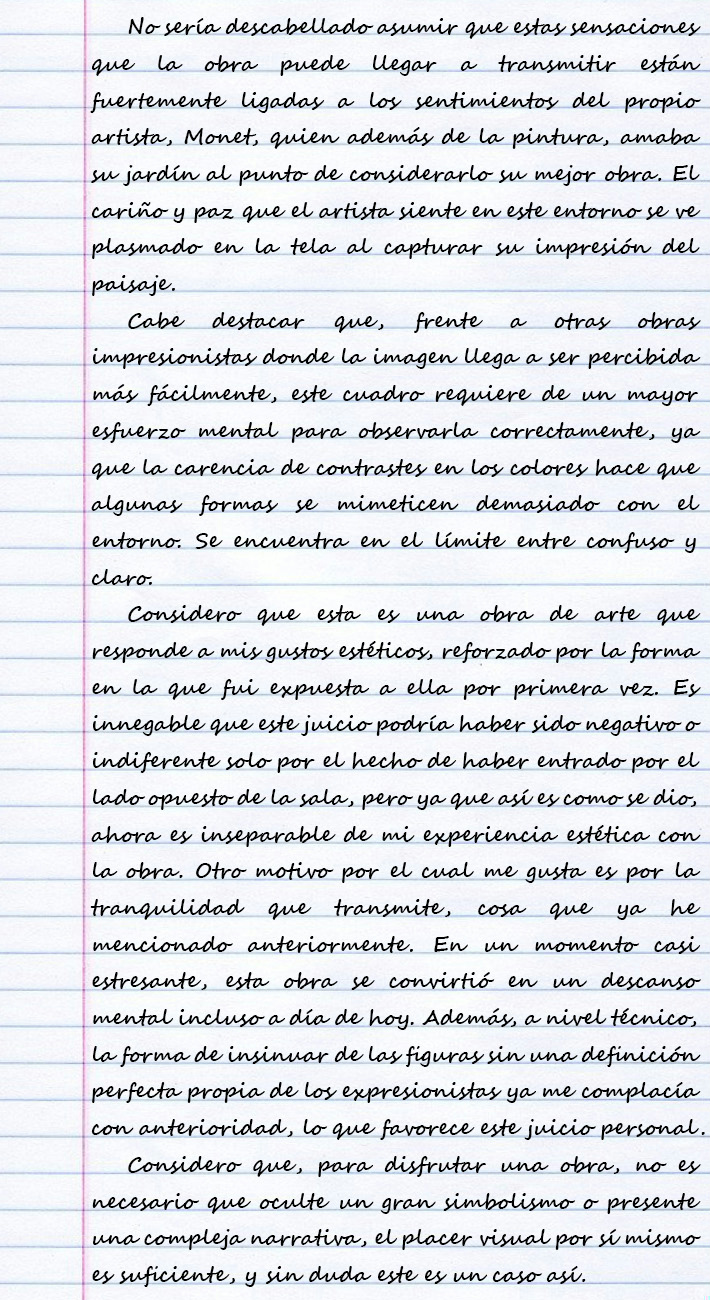 No sería descabellado asumir que estas sensaciones
que la obra puede llegar a transmitir están
fuertemente ligadas a los sentimientos del propio
artista, Monet, quien además de la pintura, amaba
su jardín al punto de considerarlo su mejor obra. El
cariño y paz que el artista siente en este entorno se ve
plasmado en la tela al capturar su impresión del
paisaje.
Cabe destacar que, frente a otras obras
impresionistas donde la imagen llega a ser percibida
más fácilmente, este cuadro requiere de un mayor
esfuerzo mental para observarla correctamente, ya
que la carencia de contrastes en los colores hace que
algunas formas se mimeticen demasiado con el
entorno. Se encuentra en el límite entre confuso y
claro.
Considero que esta es una obra de arte que
responde a mis gustos estéticos, reforzado por la forma
en la que fui expuesta a ella por primera vez. Es
innegable que este juicio podría haber sido negativo o
indiferente solo por el hecho de haber entrado por el
lado opuesto de la sala, pero ya que así es como se dio,
ahora es inseparable de mi experiencia estética con
la obra. Otro motivo por el cual me gusta es por la
tranquilidad que transmite, cosa que ya he
mencionado anteriormente. En un momento casi
estresante, esta obra se convirtió en un descanso
mental incluso a día de hoy. Además, a nivel técnico,
la forma de insinuar de las figuras sin una definición
perfecta propia de los expresionistas ya me complacía
con anterioridad, lo que favorece este juicio personal.
Considero que, para disfrutar una obra, no es
necesario que oculte un gran simbolismo o presente
una compleja narrativa, el placer visual por sí mismo
es suficiente, y sin duda este es un caso así.